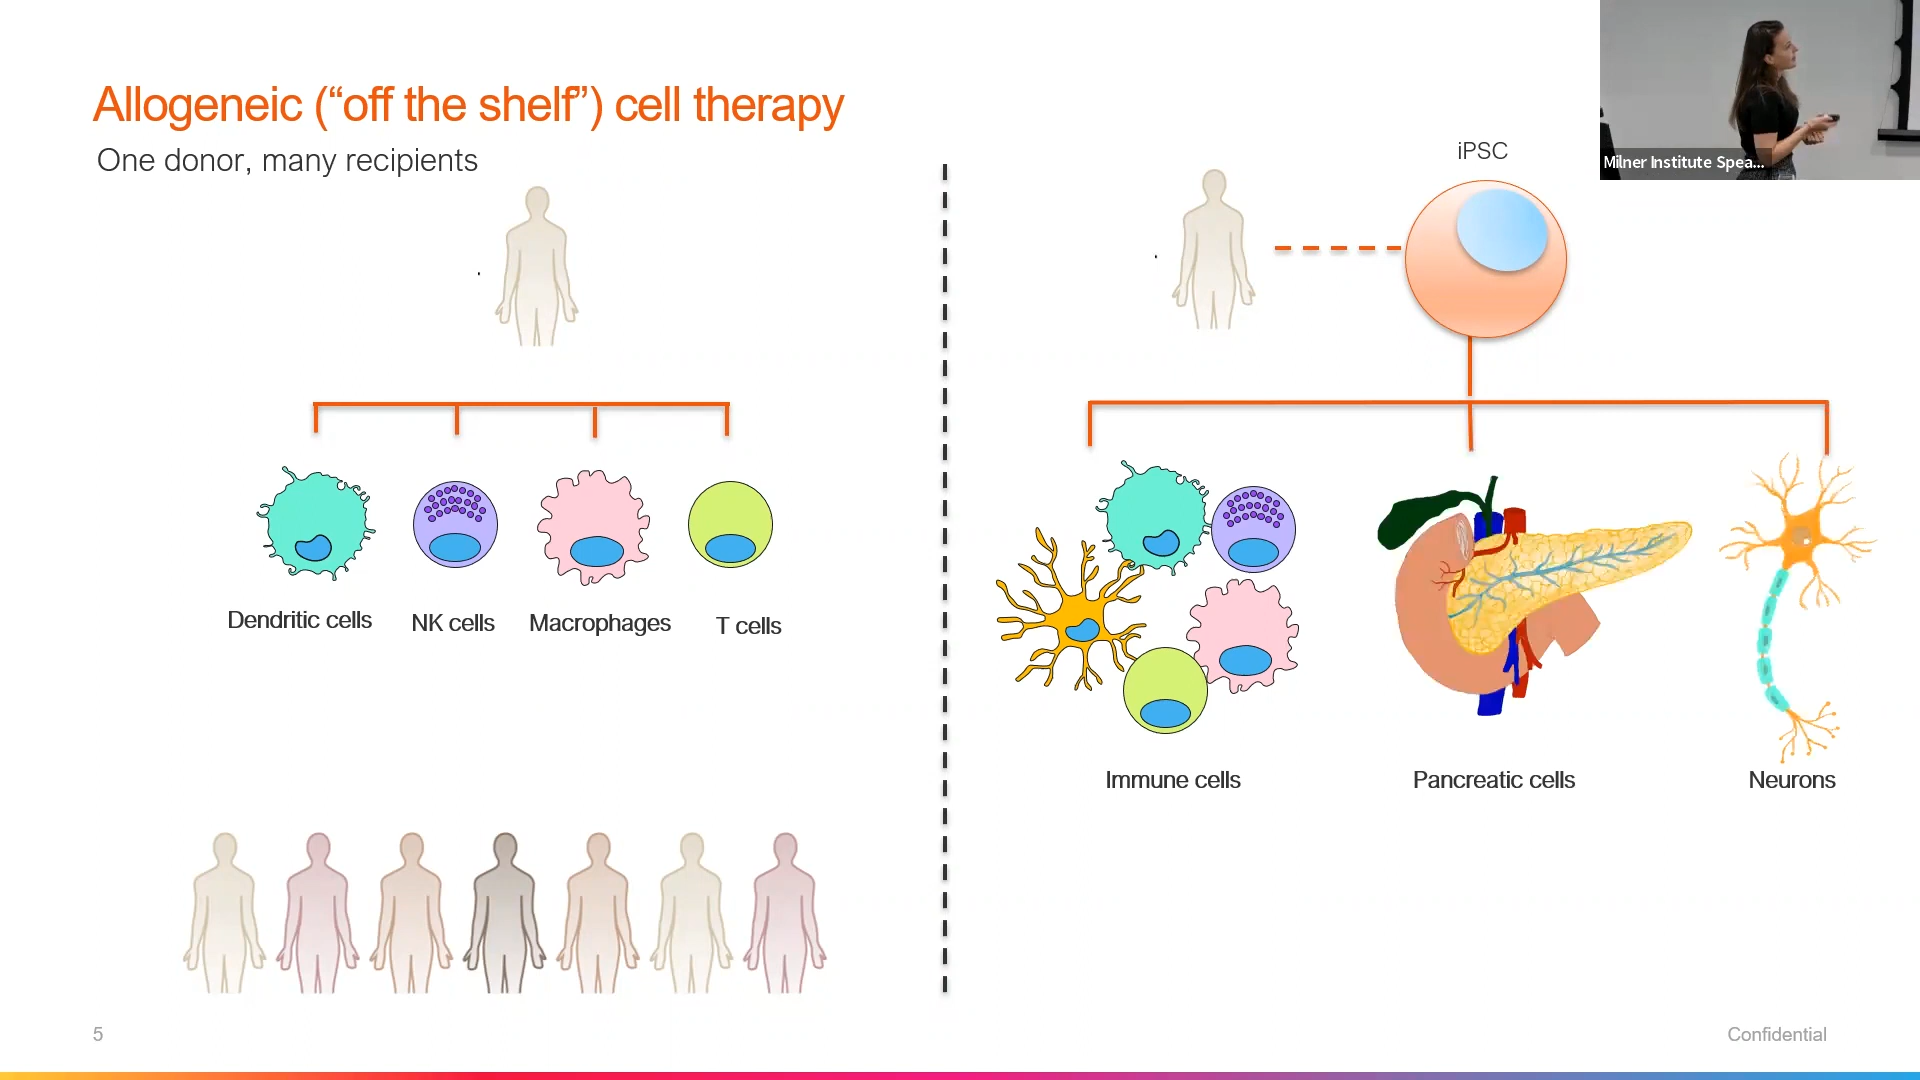 Allogeneic (“off the shelf”) cell therapy
One donor, many recipients
iPSC
Milner Institute Spea...
Dendritic cells
NK cells
Macrophages
T cells
Immune cells
Pancreatic cells
Neurons
5
Confidential